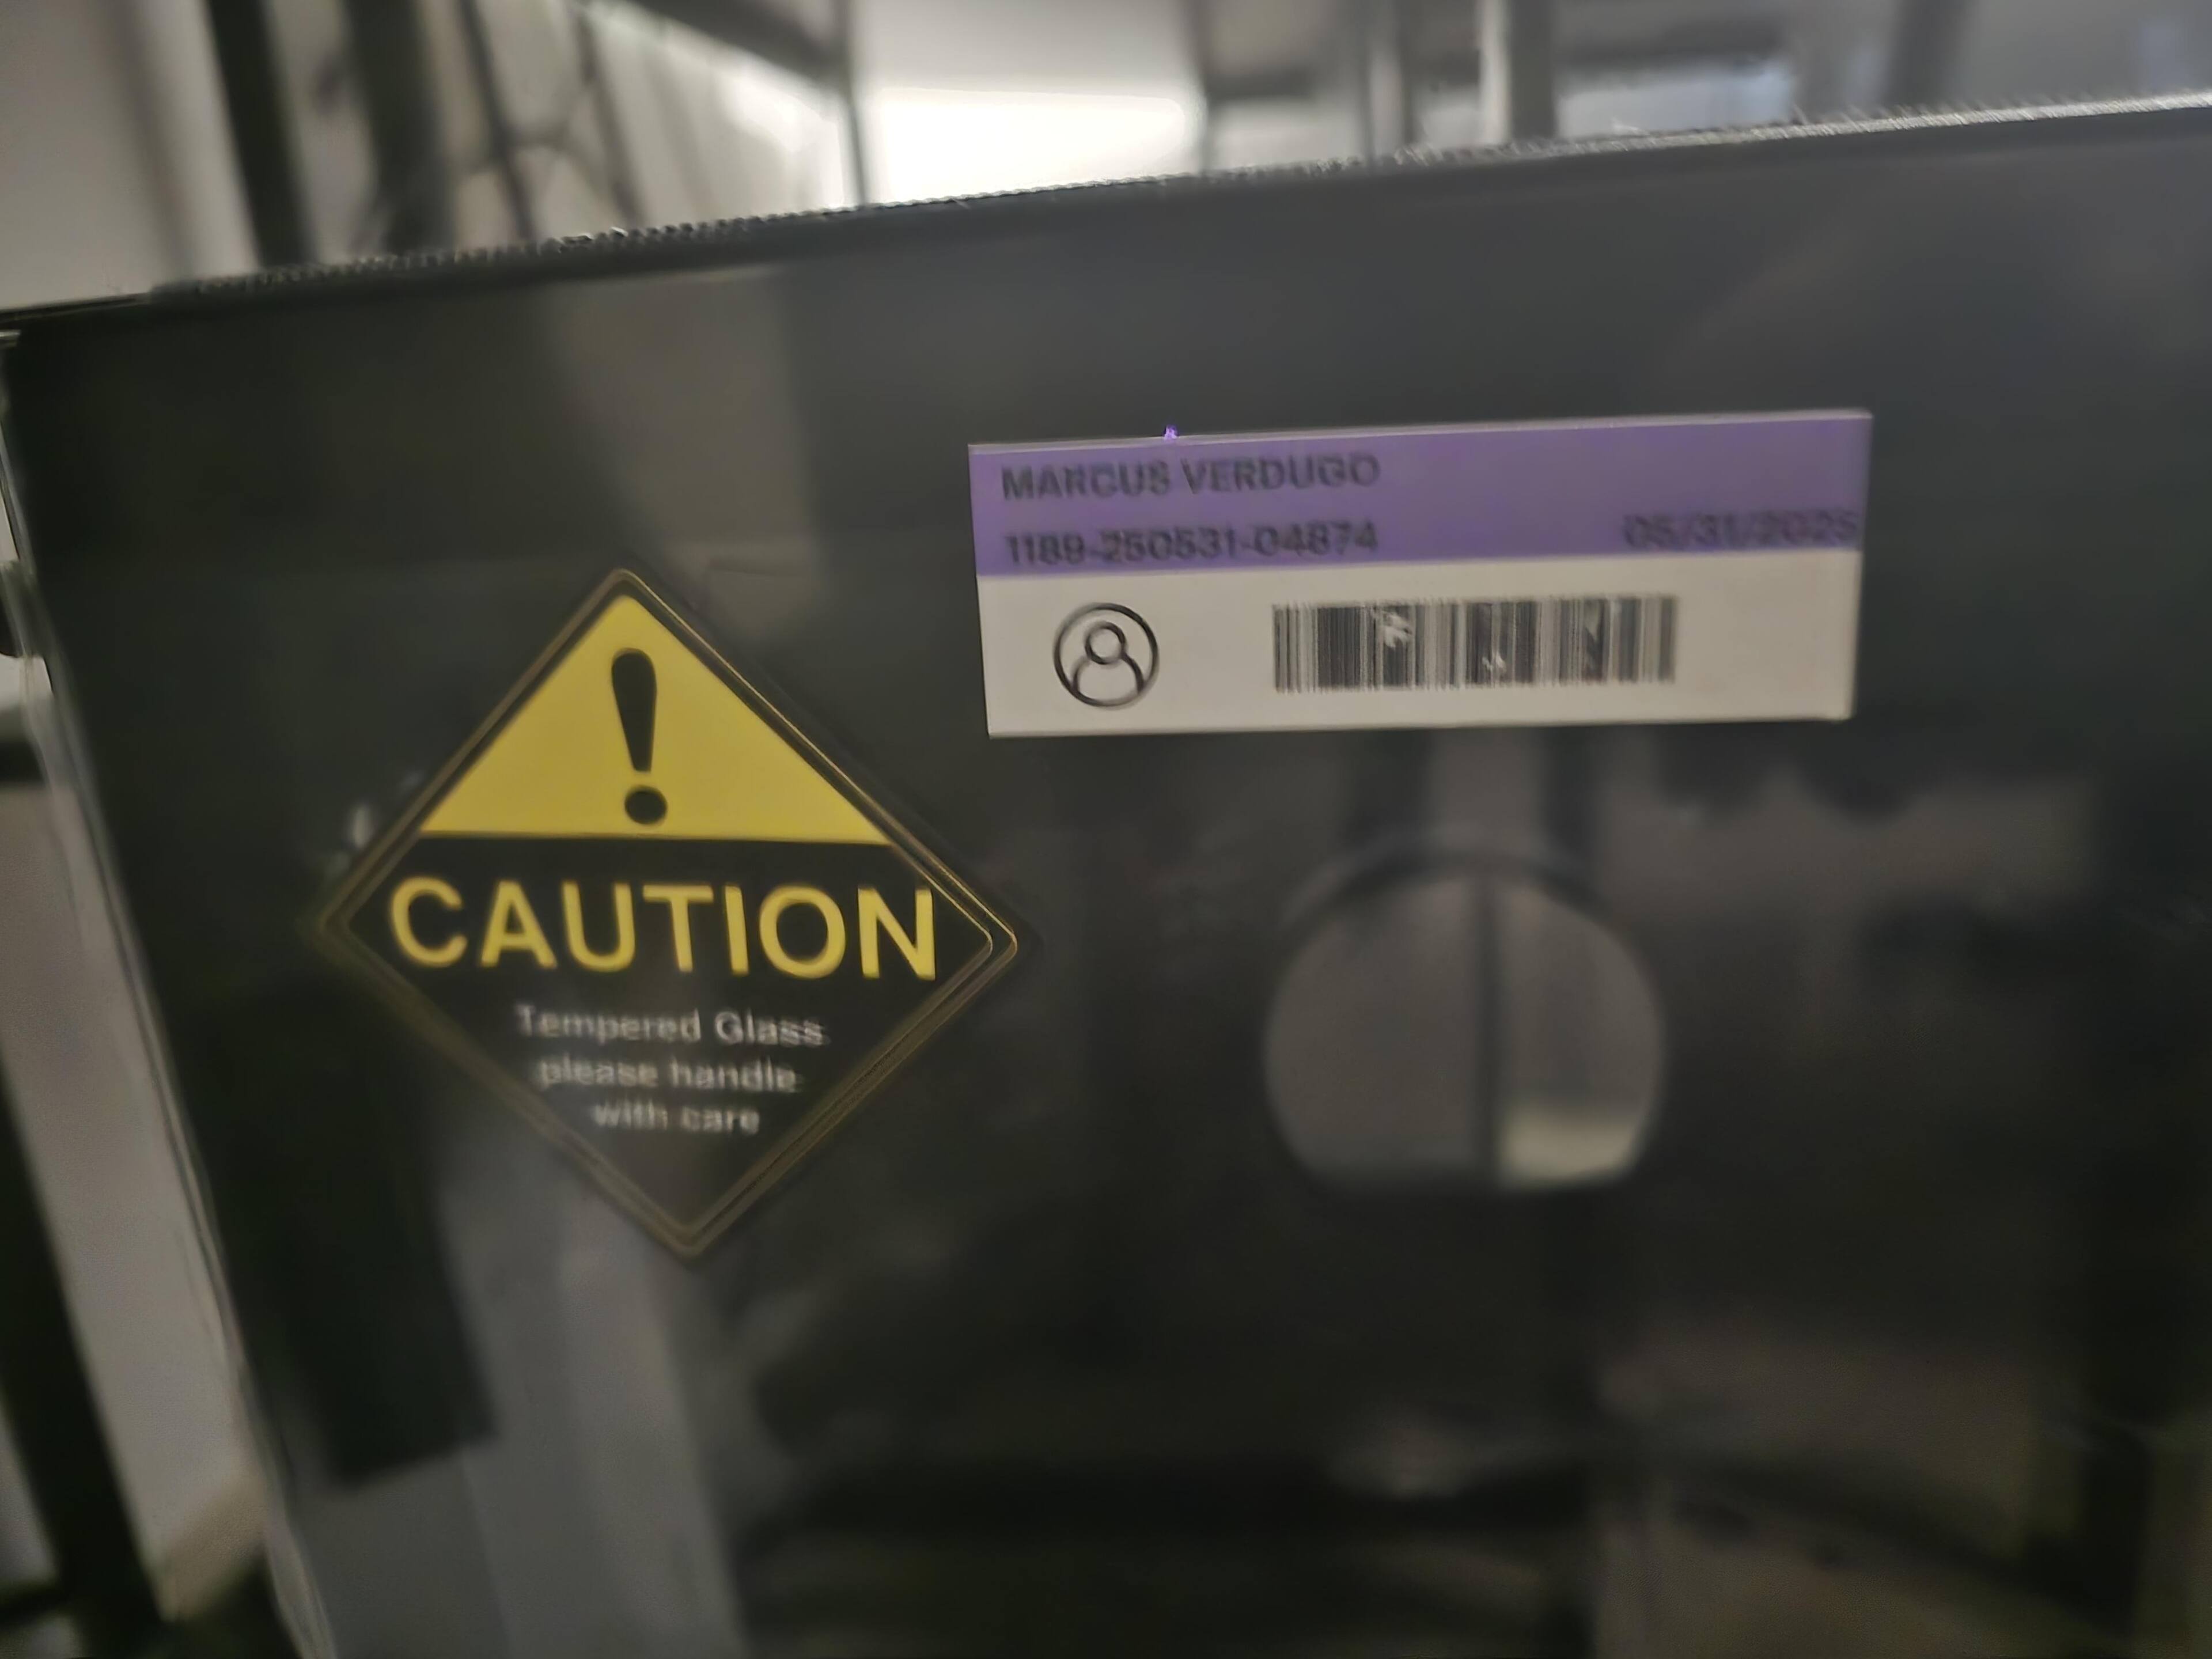 MARCUS VERDUGO
1189-250531-04874
05/31/2025
!
CAUTION
Tempered Glass
please handle
with care